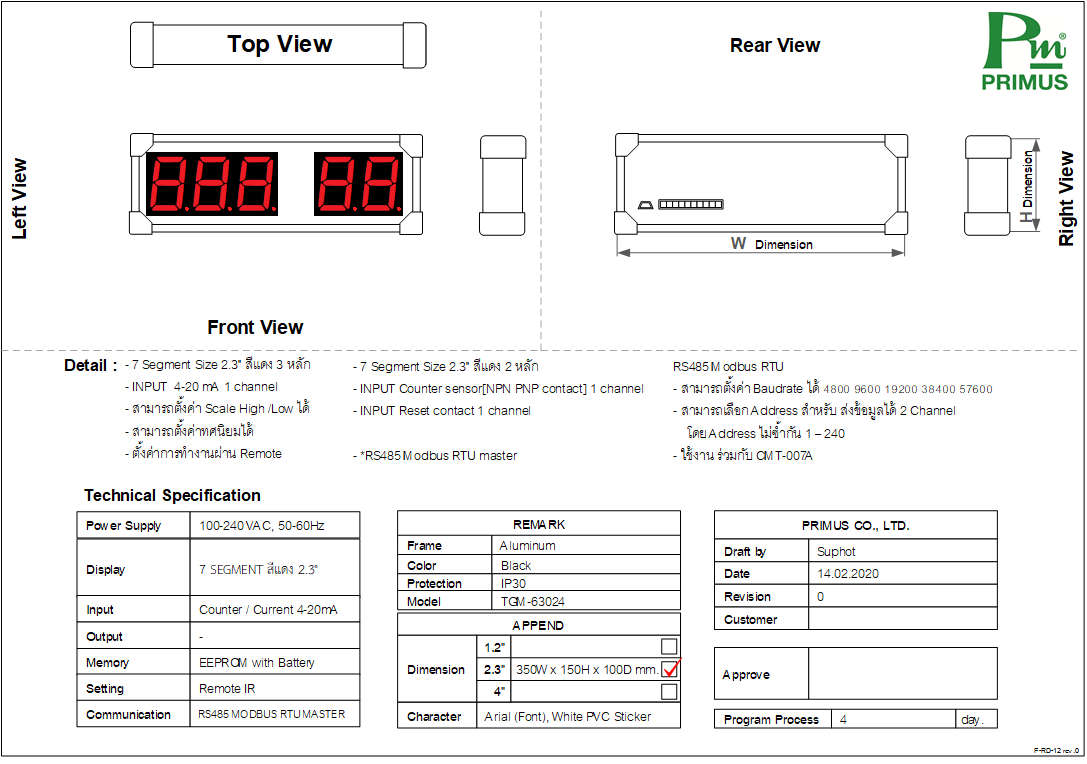 Top View
Rear View
Pm®
PRIMUS
Left View
888 88
H Dimension
Right View
W Dimension
Front View
Detail :
- 7 Segment Size 2.3" สีแดง 3 หลัก
- INPUT 4-20 mA 1 channel
- สามารถตั้งค่า Scale High /Low ได้
- สามารถตั้งค่าทศนิยมได้
- ตั้งค่าการทำงานผ่าน Remote
- 7 Segment Size 2.3" สีแดง 2 หลัก
- INPUT Counter sensor[NPN PNP contact] 1 channel
- INPUT Reset contact 1 channel
- *RS485 Modbus RTU master
RS485 Modbus RTU
- สามารถตั้งค่า Baudrate ได้ 4800 9600 19200 38400 57600
- สามารถเลือก Address สำหรับ ส่งข้อมูลได้ 2 Channel
โดย Address ไม่ซ้ำกัน 1 – 240
- ใช้งาน ร่วมกับ CMT-007A
Technical Specification
Power Supply 100-240 VAC, 50-60Hz
Display 7 SEGMENT สีแดง 2.3"
Input Counter / Current 4-20mA
Output -
Memory EEPROM with Battery
Setting Remote IR
Communication RS485 MODBUS RTU MASTER
REMARK
Frame Aluminum
Color Black
Protection IP30
Model TGM-63024
APPEND
Dimension
1.2"
2.3" 350W x 150H x 100D mm.
4"
Character Arial (Font), White PVC Sticker
PRIMUS CO., LTD.
Draft by Suphot
Date 14.02.2020
Revision 0
Customer
Approve
Program Process 4 day.
F-RD-12 rev .0